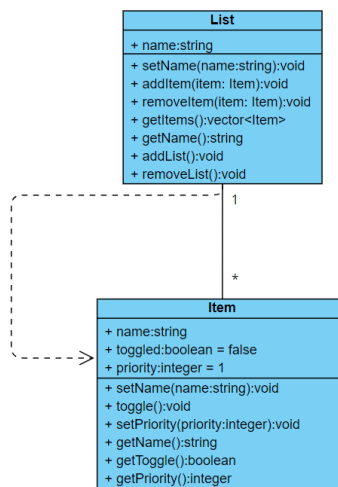 List
+ name:string
+ setName(name:string):void
+ addItem(item: Item):void
+ removeItem(item: Item):void
+ getItems():vector<Item>
+ getName():string
+ addList():void
+ removeList():void
1
*
Item
+ name:string
+ toggled:boolean = false
+ priority:integer = 1
+ setName(name:string):void
+ toggle():void
+ setPriority(priority:integer):void
+ getName():string
+ getToggle():boolean
+ getPriority():integer